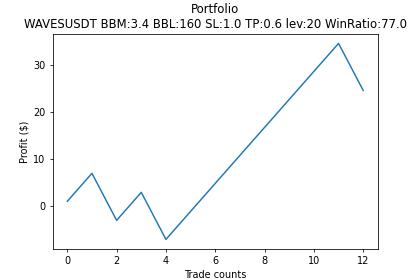 Portfolio
WAVESUSDT BBM:3.4 BBL:160 SL:1.0 TP:0.6 lev:20 WinRatio:77.0
Profit ($)
30
20
10
0
0 2 4 6 8 10 12
Trade counts